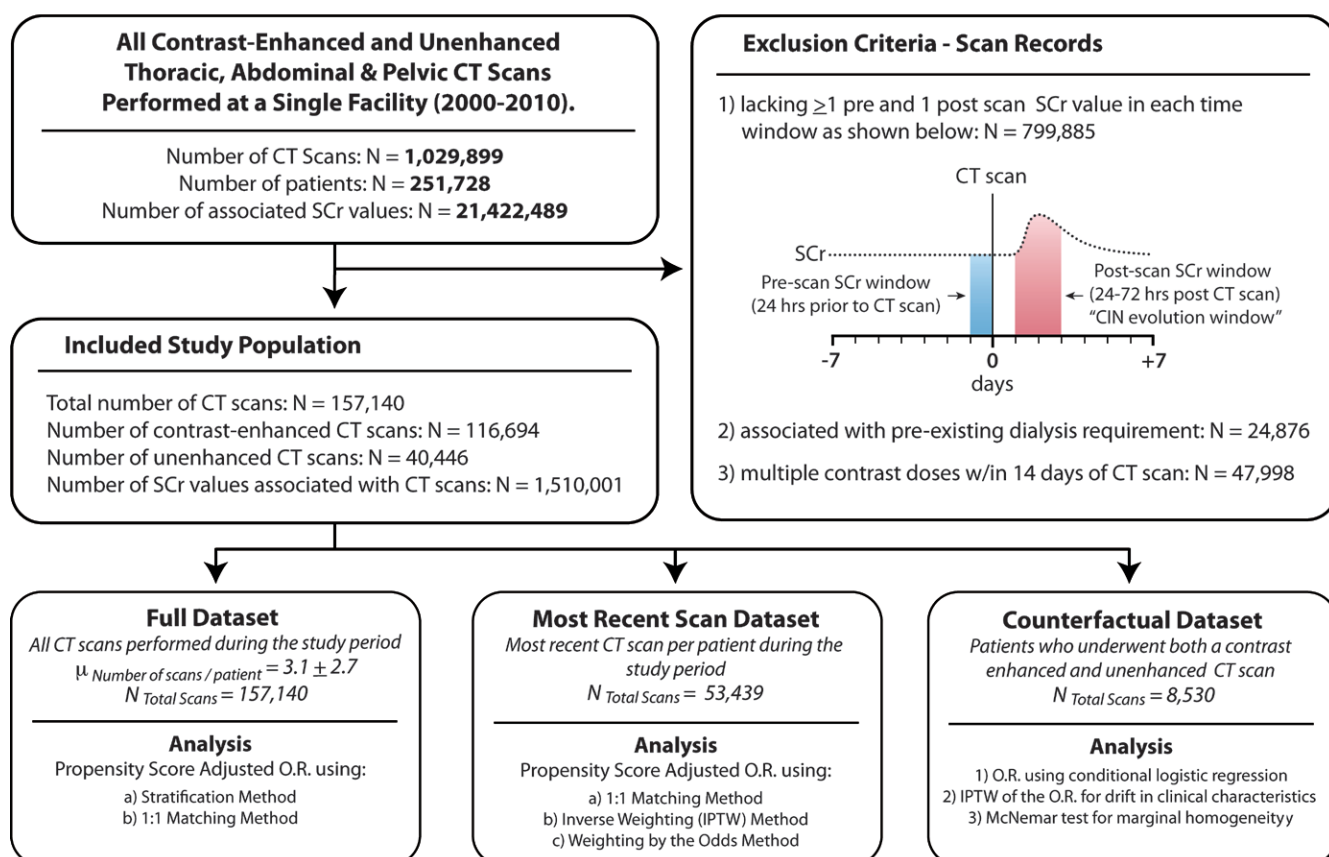 All Contrast-Enhanced and Unenhanced
Thoracic, Abdominal & Pelvic CT Scans
Performed at a Single Facility (2000-2010).
Number of CT Scans: N = 1,029,899
Number of patients: N = 251,728
Number of associated SCr values: N = 21,422,489
Exclusion Criteria - Scan Records
1) lacking ≥1 pre and 1 post scan SCr value in each time
window as shown below: N = 799,885
CT scan
SCr
Pre-scan SCr window
(24 hrs prior to CT scan)
Post-scan SCr window
(24-72 hrs post CT scan)
"CIN evolution window"
-7
0
+7
days
2) associated with pre-existing dialysis requirement: N = 24,876
3) multiple contrast doses w/in 14 days of CT scan: N = 47,998
Included Study Population
Total number of CT scans: N = 157,140
Number of contrast-enhanced CT scans: N = 116,694
Number of unenhanced CT scans: N = 40,446
Number of SCr values associated with CT scans: N = 1,510,001
Full Dataset
All CT scans performed during the study period
μ Number of scans / patient = 3.1 ± 2.7
N Total Scans = 157,140
Analysis
Propensity Score Adjusted O.R. using:
a) Stratification Method
b) 1:1 Matching Method
Most Recent Scan Dataset
Most recent CT scan per patient during the
study period
N Total Scans = 53,439
Analysis
Propensity Score Adjusted O.R. using:
a) 1:1 Matching Method
b) Inverse Weighting (IPTW) Method
c) Weighting by the Odds Method
Counterfactual Dataset
Patients who underwent both a contrast
enhanced and unenhanced CT scan
N Total Scans = 8,530
Analysis
1) O.R. using conditional logistic regression
2) IPTW of the O.R. for drift in clinical characteristics
3) McNemar test for marginal homogeneityy